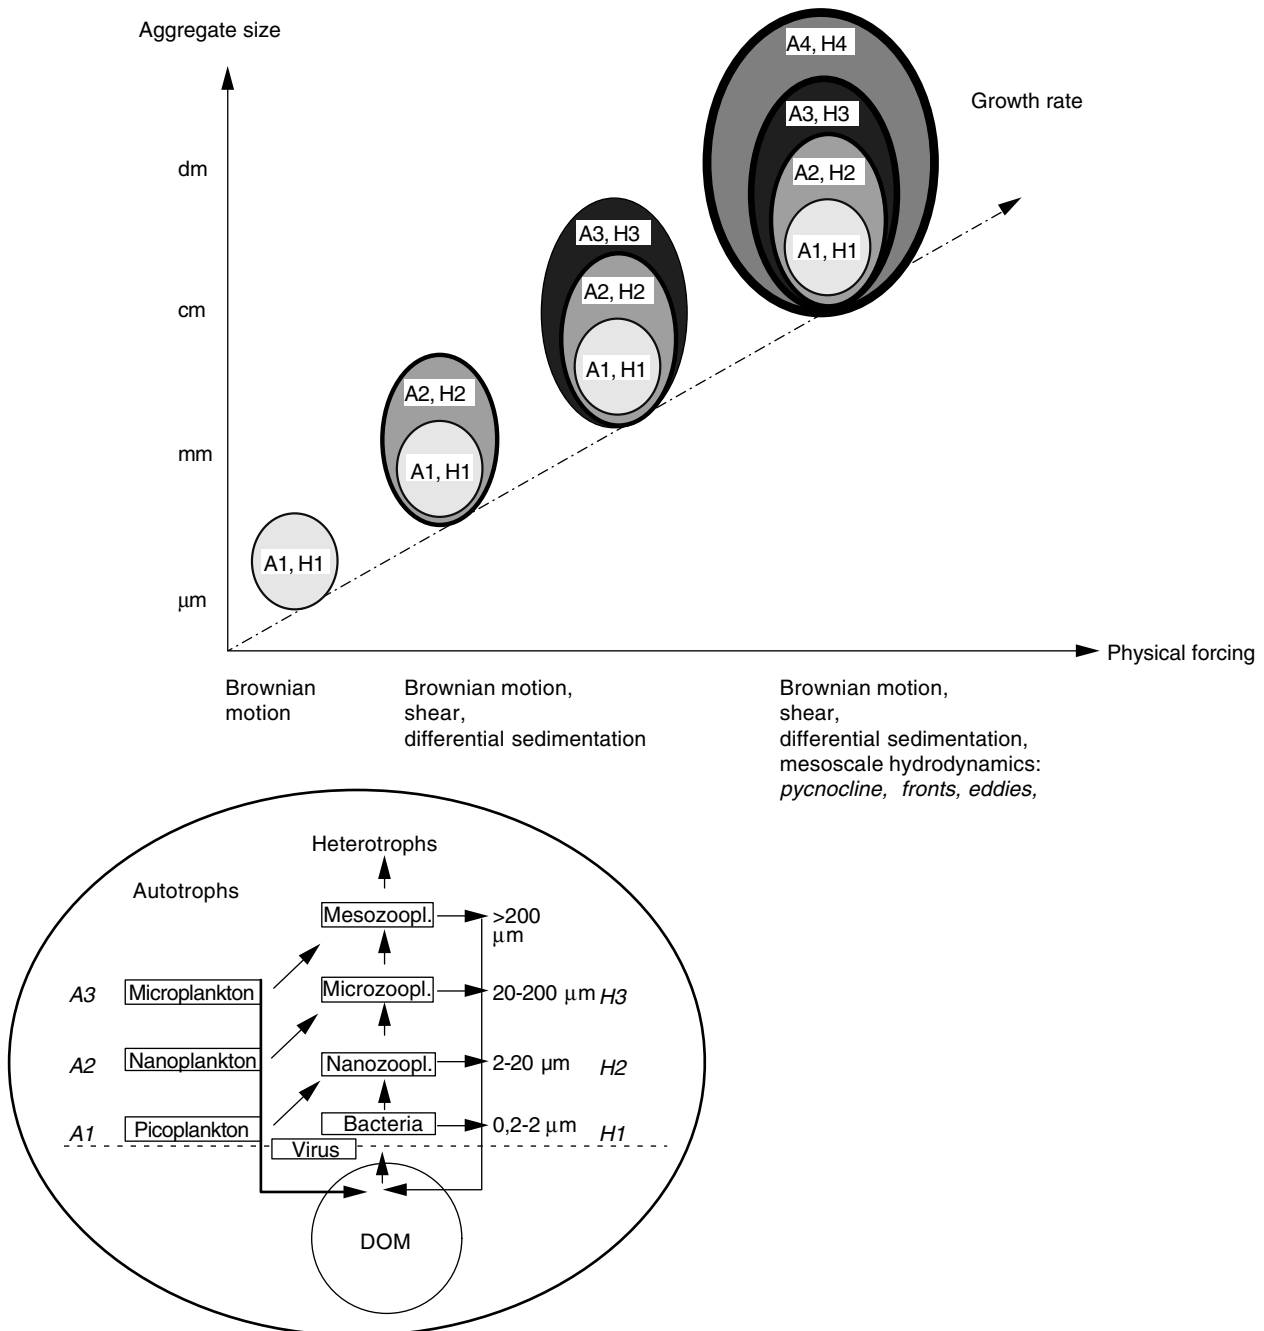 Aggregate size
A4, H4
Growth rate
A3, H3
dm
A2, H2
A3, H3
A1, H1
A2, H2
cm
A1, H1
A2, H2
mm
A1, H1
A1, H1
μm
Physical forcing
Brownian
motion
Brownian motion,
shear,
differential sedimentation
Brownian motion,
shear,
differential sedimentation,
mesoscale hydrodynamics:
pycnocline, fronts, eddies,
Heterotrophs
Autotrophs
Mesozoopl.
>200
μm
A3
Microplankton
Microzoopl.
20-200 μm
H3
A2
Nanoplankton
Nanozoopl.
2-20 μm
H2
A1
Picoplankton
Bacteria
0,2-2 μm
H1
Virus
DOM